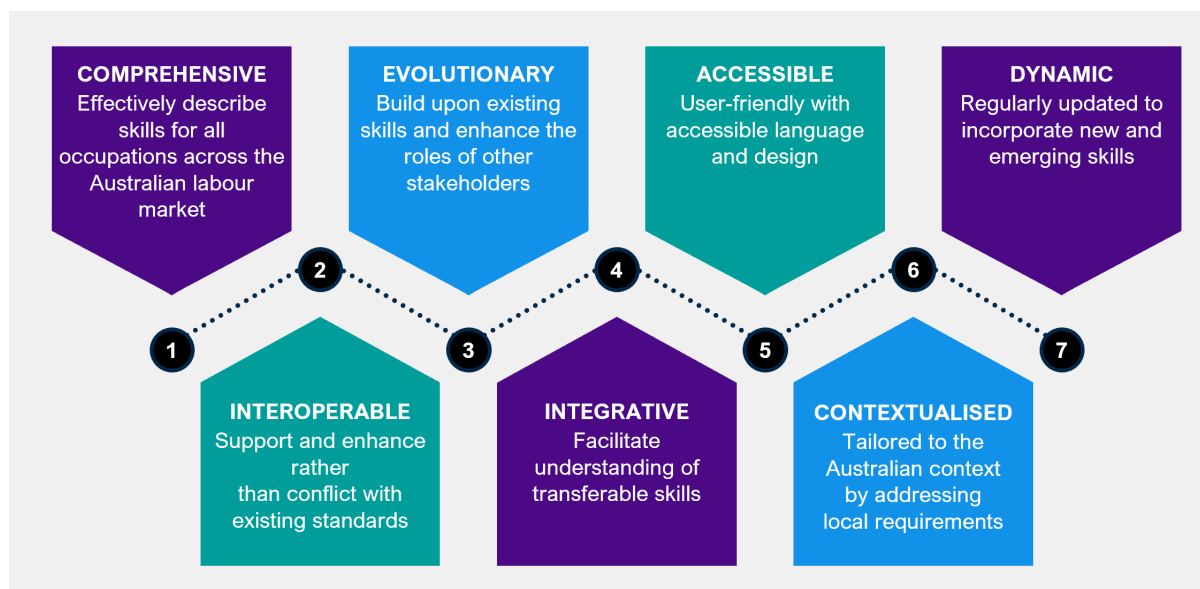 COMPREHENSIVE
Effectively describe
skills for all
occupations across the
Australian labour
market
1
2
INTEROPERABLE
Support and enhance
rather
than conflict with
existing standards
EVOLUTIONARY
Build upon existing
skills and enhance the
roles of other
stakeholders
3
4
INTEGRATIVE
Facilitate
understanding of
transferable skills
ACCESSIBLE
User-friendly with
accessible language
and design
5
6
CONTEXTUALISED
Tailored to the
Australian context
by addressing
local requirements
DYNAMIC
Regularly updated to
incorporate new and
emerging skills
7